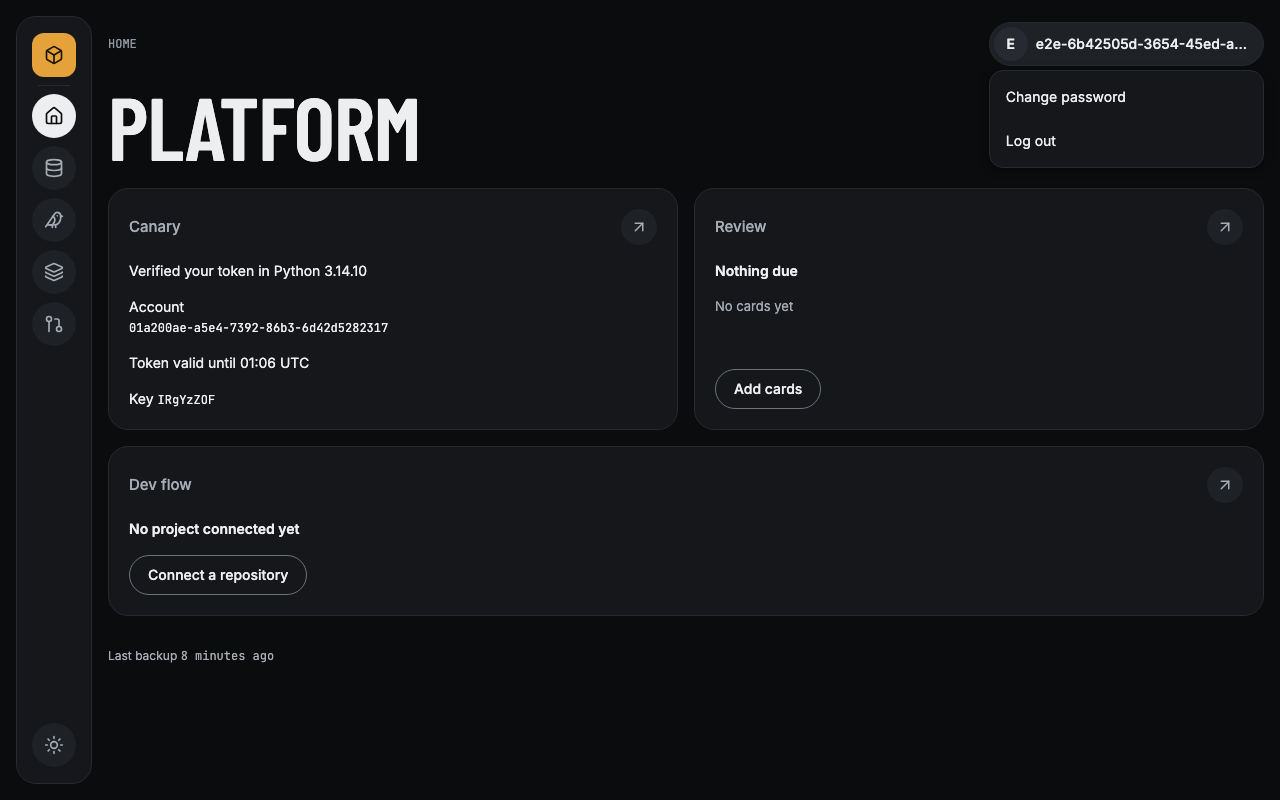 HOME
E e2e-6b42505d-3654-45ed-a...
Change password
Log out
PLATFORM
Canary
Verified your token in Python 3.14.10
Account
01a200ae-a5e4-7392-86b3-6d42d5282317
Token valid until 01:06 UTC
Key IRgYzZOF
Review
Nothing due
No cards yet
Add cards
Dev flow
No project connected yet
Connect a repository
Last backup 8 minutes ago